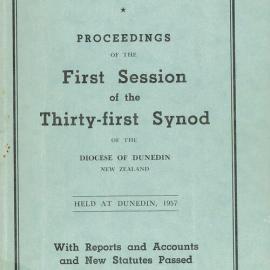 PROCEEDINGS
OF THE
First Session
of the
Thirty-first Synod
OF THE
DIOCESE OF DUNEDIN
NEW ZEALAND
HELD AT DUNEDIN, 1957
With Reports and Accounts
and New Statutes Passed